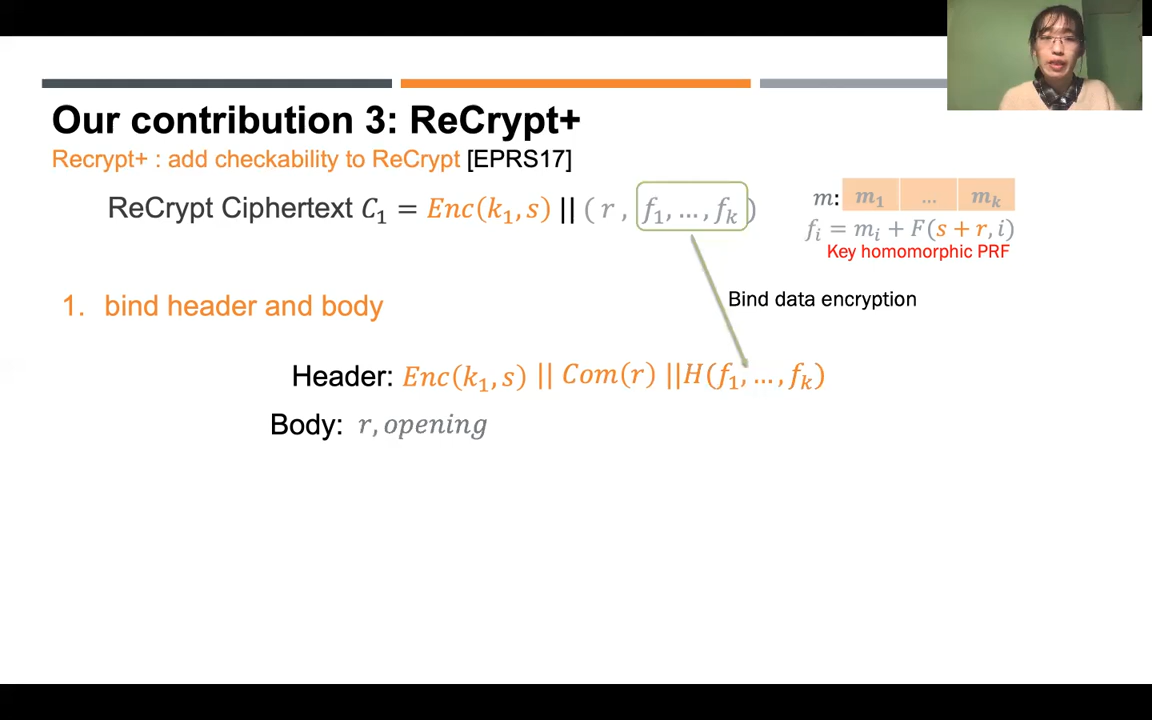 Our contribution 3: ReCrypt+
Recrypt+ : add checkability to ReCrypt [EPRS17]
ReCrypt Ciphertext C₁ = Enc(k₁, s) || ( r , f₁, … , fₖ )
m: m₁ … mₖ
fᵢ = mᵢ + F(s + r, i)
Key homomorphic PRF
Bind data encryption
1. bind header and body
Header: Enc(k₁, s) || Com(r) ||H(f₁, … , fₖ)
Body: r, opening